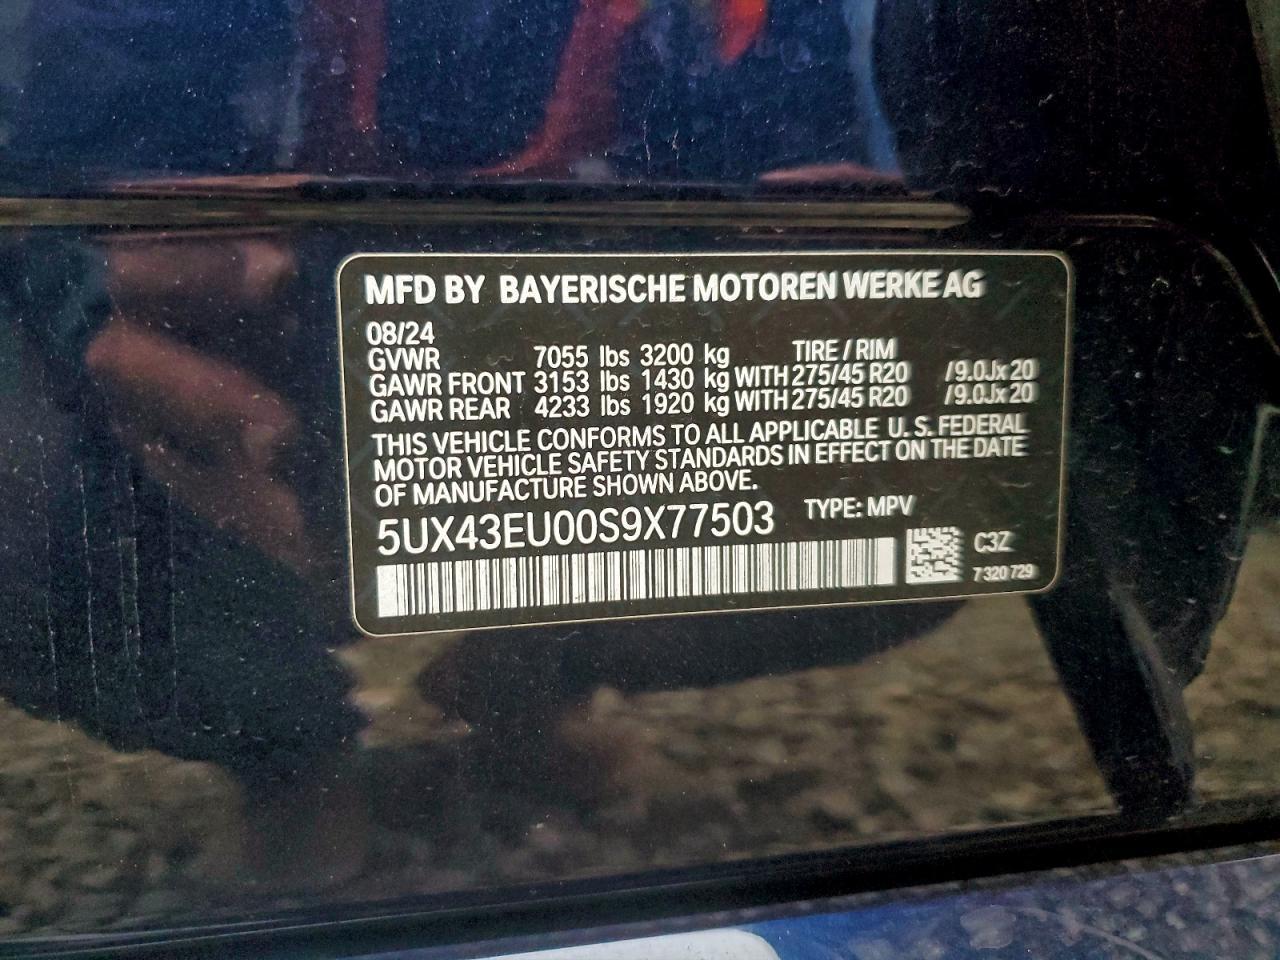 MFD BY BAYERISCHE MOTOREN WERKE AG
08/24
GVWR 7055 lbs 3200 kg TIRE / RIM
GAWR FRONT 3153 lbs 1430 kg WITH 275/45 R20 /9.0Jx20
GAWR REAR 4233 lbs 1920 kg WITH 275/45 R20 /9.0Jx20
THIS VEHICLE CONFORMS TO ALL APPLICABLE U. S. FEDERAL
MOTOR VEHICLE SAFETY STANDARDS IN EFFECT ON THE DATE
OF MANUFACTURE SHOWN ABOVE.
5UX43EU00S9X77503 TYPE: MPV
C3Z
7 320 729